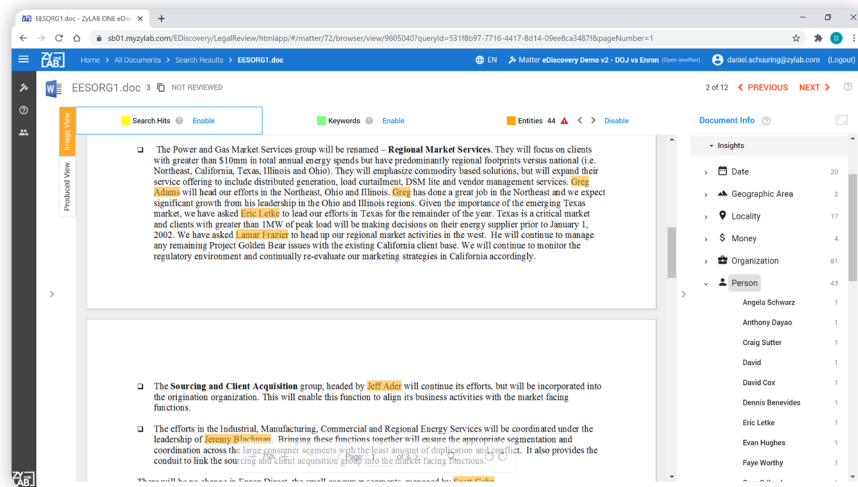 EESORG1.doc - ZyLAB ONE eDis
sb01.myzylab.com/EDiscovery/LegalReview/htmlapp/#/matter/72/browser/view/9605040?queryId=531f8b97-7716-4417-8d14-09ee8ca3487f&pageNumber=1
D
ZY LAB
Home › All Documents › Search Results › EESORG1.doc
EN
Matter eDiscovery Demo v2 - DOJ vs Enron (Open another)
daniel.schuuring@zylab.com (Logout)
EESORG1.doc 3 NOT REVIEWED
2 of 12 PREVIOUS NEXT
Image View
Produced View
Search Hits Enable
Keywords Enable
Entities 44 Disable
The Power and Gas Market Services group will be renamed – Regional Market Services. They will focus on clients
with greater than $10mm in total annual energy spends but have predominantly regional footprints versus national (i.e.
Northeast, California, Texas, Illinois and Ohio). They will emphasize commodity based solutions, but will expand their
service offering to include distributed generation, load curtailment, DSM lite and vendor management services. Greg
Adams will head our efforts in the Northeast, Ohio and Illinois. Greg has done a great job in the Northeast and we expect
significant growth from his leadership in the Ohio and Illinois regions. Given the importance of the emerging Texas
market, we have asked Eric Letke to lead our efforts in Texas for the remainder of the year. Texas is a critical market
and clients with greater than 1MW of peak load will be making decisions on their energy supplier prior to January 1,
2002. We have asked Lamar Frazier to head up our regional market activities in the west. He will continue to manage
any remaining Project Golden Bear issues with the existing California client base. We will continue to monitor the
regulatory environment and continually re-evaluate our marketing strategies in California accordingly.
The Sourcing and Client Acquisition group, headed by Jeff Ader will continue its efforts, but will be incorporated into
the origination organization. This will enable this function to align its business activities with the market facing
functions.
The efforts in the Industrial, Manufacturing, Commercial and Regional Energy Services will be coordinated under the
leadership of Jeremy Blachman. Bringing these functions together will ensure the appropriate segmentation and
coordination across the large consumer segments with the least amount of duplication and conflict. It also provides the
conduit to link the sourcing and client acquisition group into the market facing functions.
75% Page: 1 of 3
Document Info
Insights
Date 20
Geographic Area 2
Locality 17
Money 4
Organization 81
Person 43
Angela Schwarz 1
Anthony Dayao 1
Craig Sutter 1
David 1
David Cox 1
Dennis Benevides 1
Eric Letke 1
Evan Hughes 1
Faye Worthy 1
ZY LAB